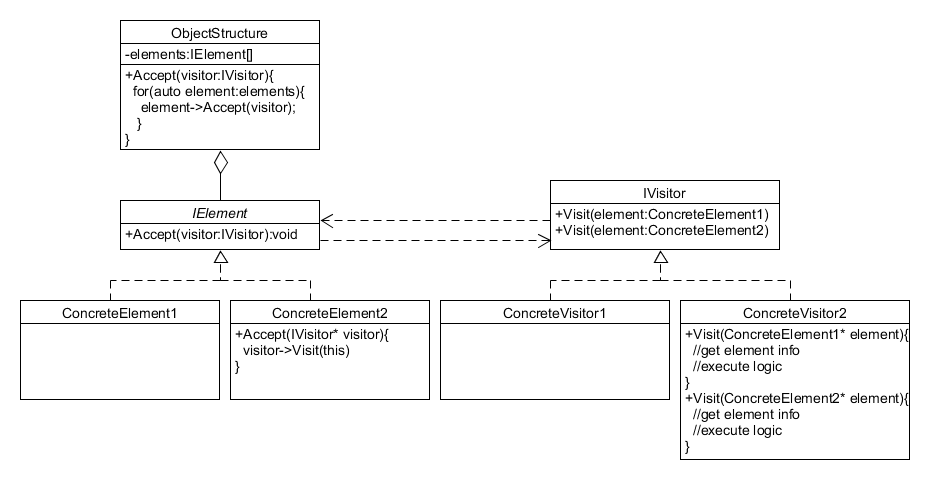 ObjectStructure
-elements:IElement[]
+Accept(visitor:IVisitor){
for(auto element:elements){
element->Accept(visitor);
}
}
IElement
+Accept(visitor:IVisitor):void
IVisitor
+Visit(element:ConcreteElement1)
+Visit(element:ConcreteElement2)
ConcreteElement1
ConcreteElement2
+Accept(IVisitor* visitor){
visitor->Visit(this)
}
ConcreteVisitor1
ConcreteVisitor2
+Visit(ConcreteElement1* element){
//get element info
//execute logic
}
+Visit(ConcreteElement2* element){
//get element info
//execute logic
}